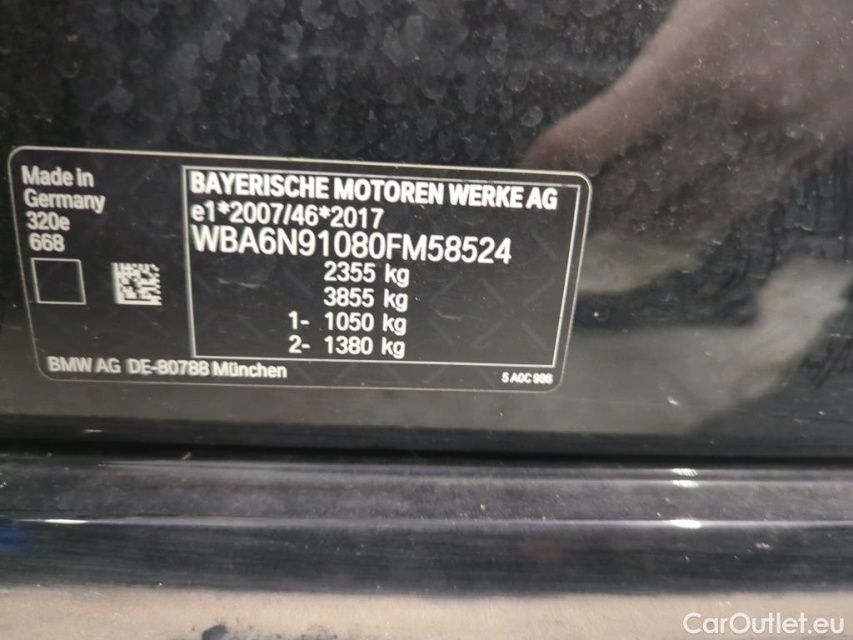 Made in
Germany
320e
668
BAYERISCHE MOTOREN WERKE AG
e1*2007/46*2017
WBA6N91080FM58524
2355 kg
3855 kg
1- 1050 kg
2- 1380 kg
BMW AG DE-80788 München
5 A0C 986
CarOutlet.eu